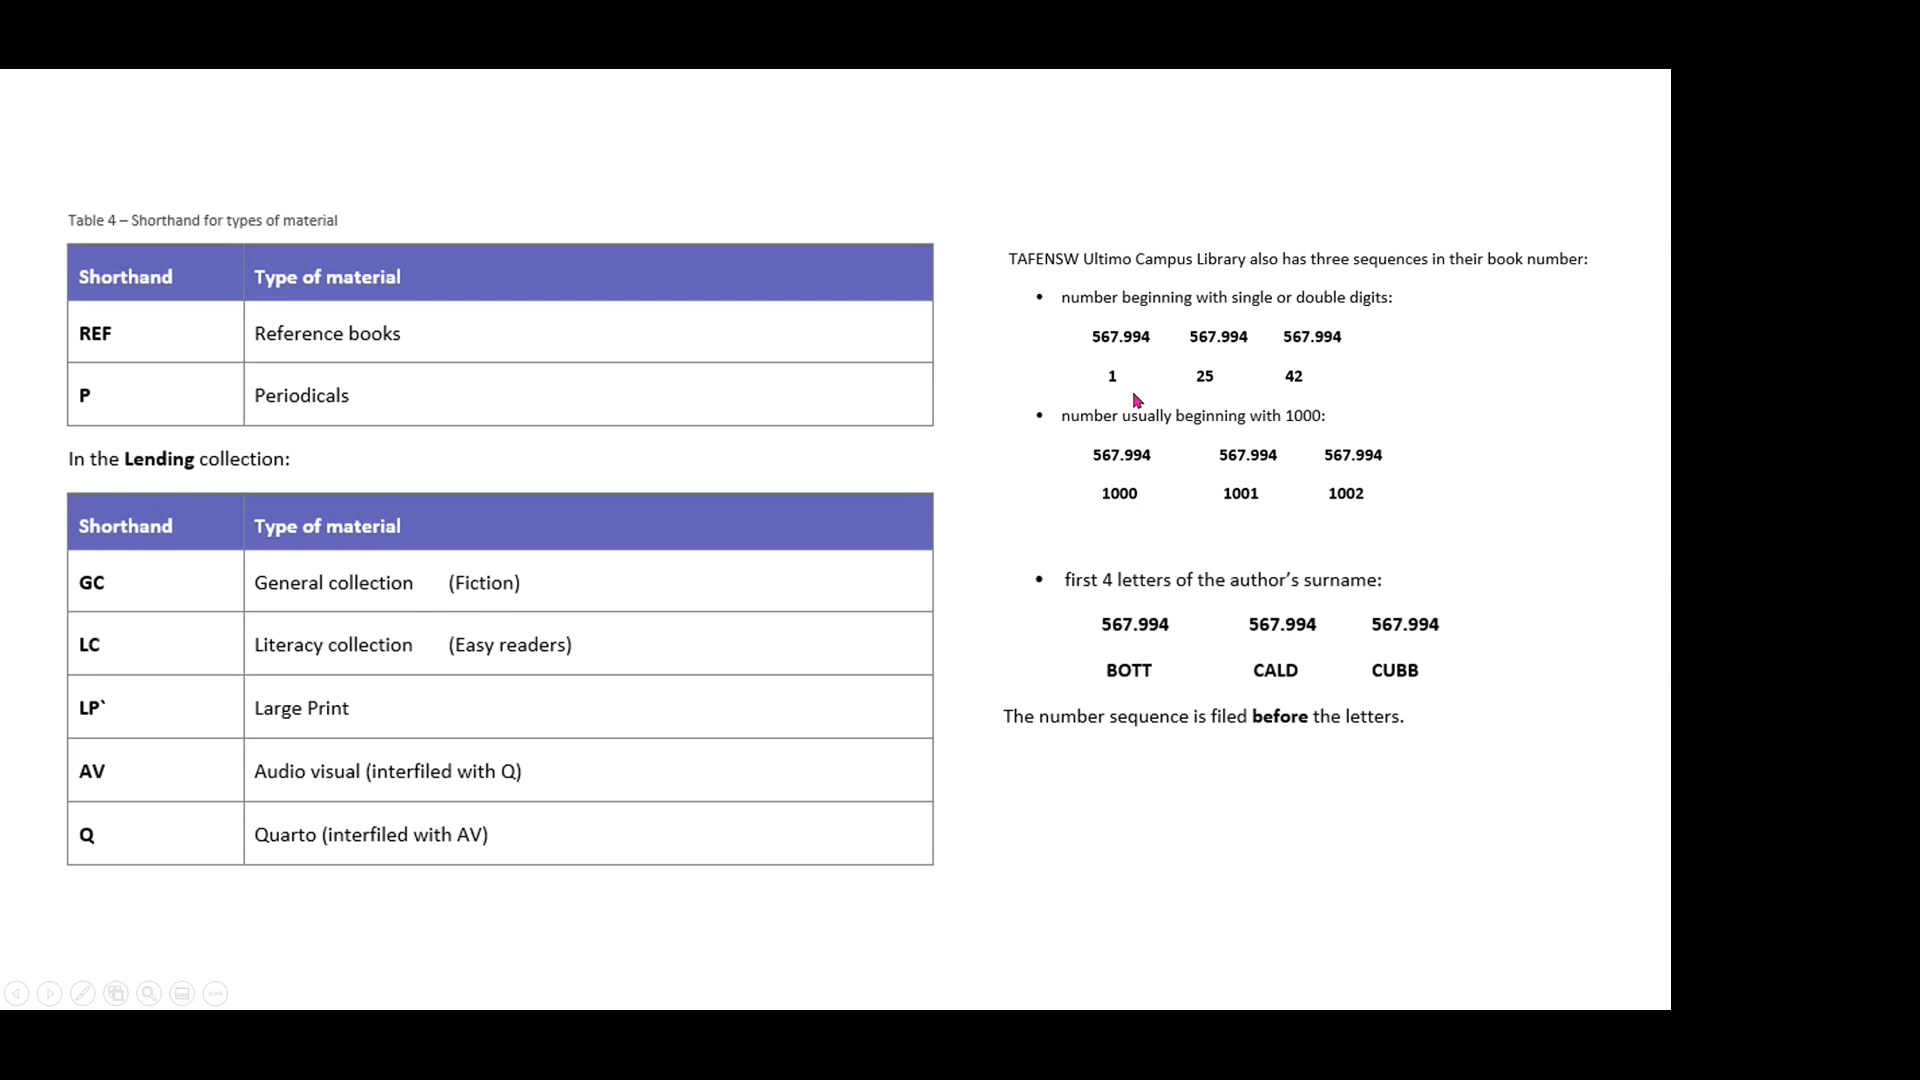 Table 4 – Shorthand for types of material
Shorthand Type of material
REF Reference books
P Periodicals
In the Lending collection:
Shorthand Type of material
GC General collection (Fiction)
LC Literacy collection (Easy readers)
LP` Large Print
AV Audio visual (interfiled with Q)
Q Quarto (interfiled with AV)
TAFENSW Ultimo Campus Library also has three sequences in their book number:
• number beginning with single or double digits:
567.994 567.994 567.994
1 25 42
• number usually beginning with 1000:
567.994 567.994 567.994
1000 1001 1002
• first 4 letters of the author’s surname:
567.994 567.994 567.994
BOTT CALD CUBB
The number sequence is filed before the letters.